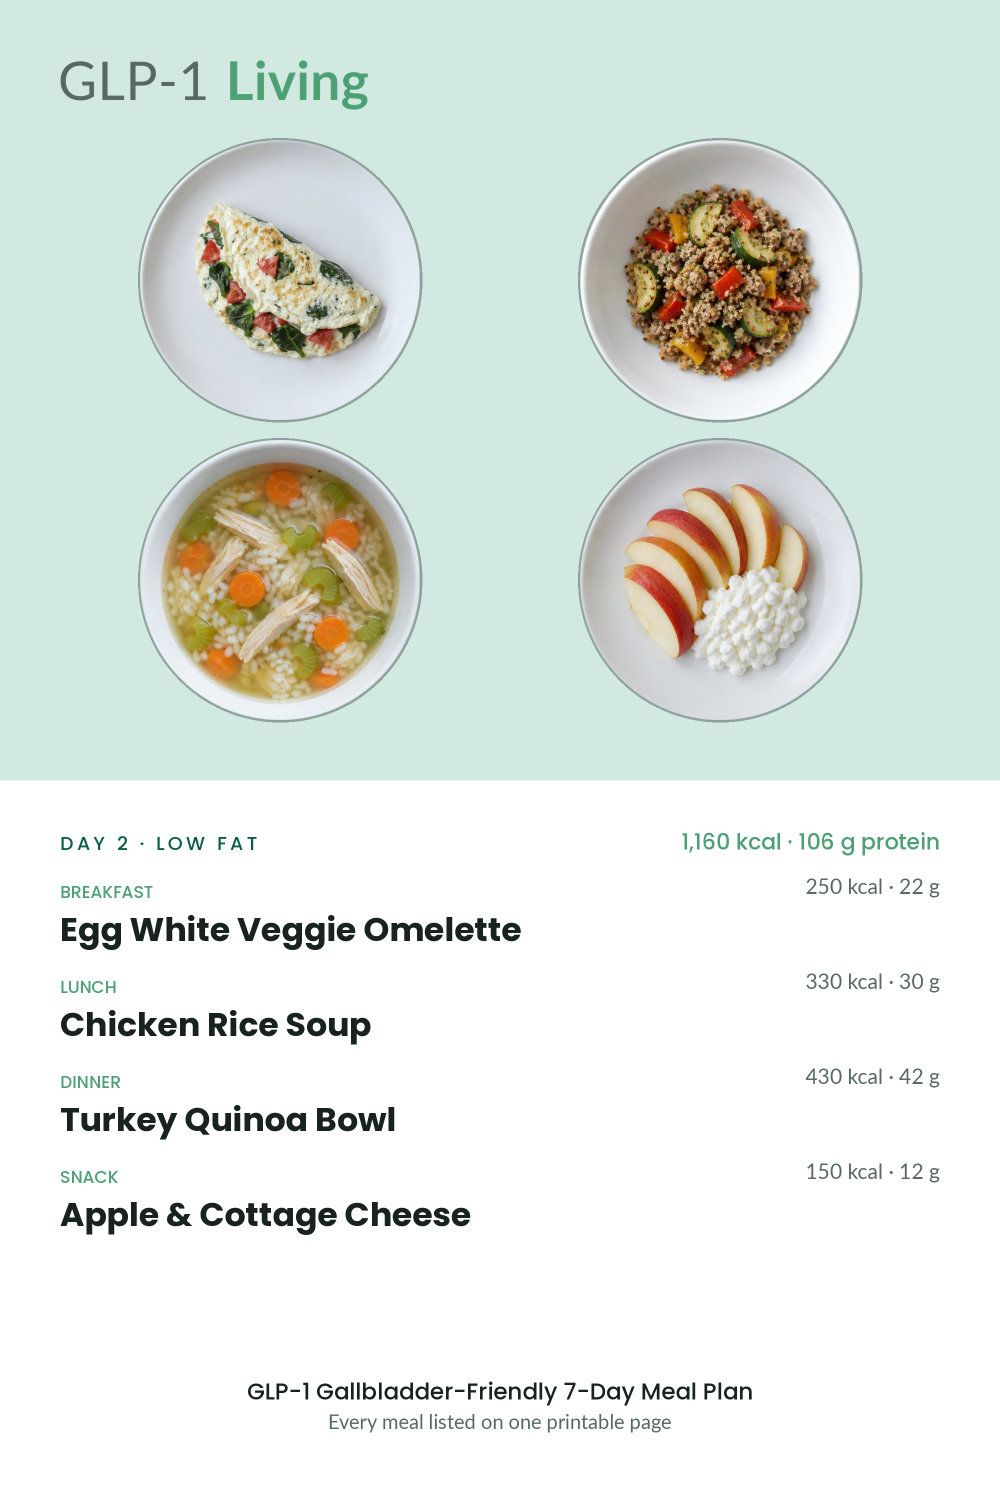 GLP-1 Living
DAY 2 · LOW FAT
1,160 kcal · 106 g protein
BREAKFAST
250 kcal · 22 g
Egg White Veggie Omelette
LUNCH
330 kcal · 30 g
Chicken Rice Soup
DINNER
430 kcal · 42 g
Turkey Quinoa Bowl
SNACK
150 kcal · 12 g
Apple & Cottage Cheese
GLP-1 Gallbladder-Friendly 7-Day Meal Plan
Every meal listed on one printable page